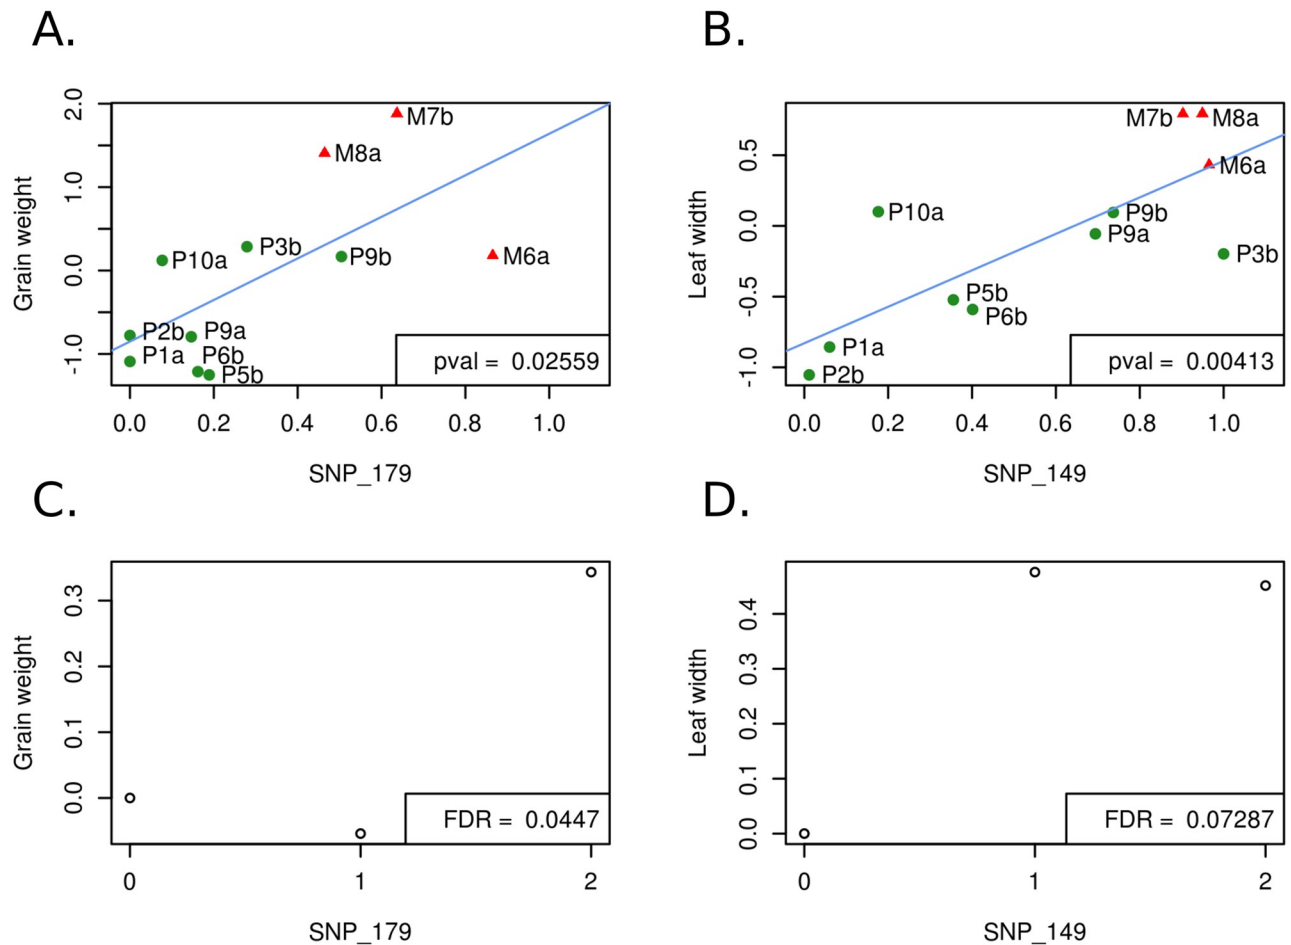 A.
2.0
1.0
0.0
-1.0
Grain weight
M7b
M8a
P3b
P10a
P9b
M6a
P2b
P9a
P1a
P6b
P5b
pval = 0.02559
0.0 0.2 0.4 0.6 0.8 1.0
SNP_179
B.
0.5
0.0
-0.5
-1.0
Leaf width
M7b
M8a
M6a
P10a
P9b
P9a
P3b
P5b
P6b
P1a
P2b
pval = 0.00413
0.0 0.2 0.4 0.6 0.8 1.0
SNP_149
C.
0.3
0.2
0.1
0.0
Grain weight
FDR = 0.0447
0 1 2
SNP_179
D.
0.4
0.3
0.2
0.1
0.0
Leaf width
FDR = 0.07287
0 1 2
SNP_149